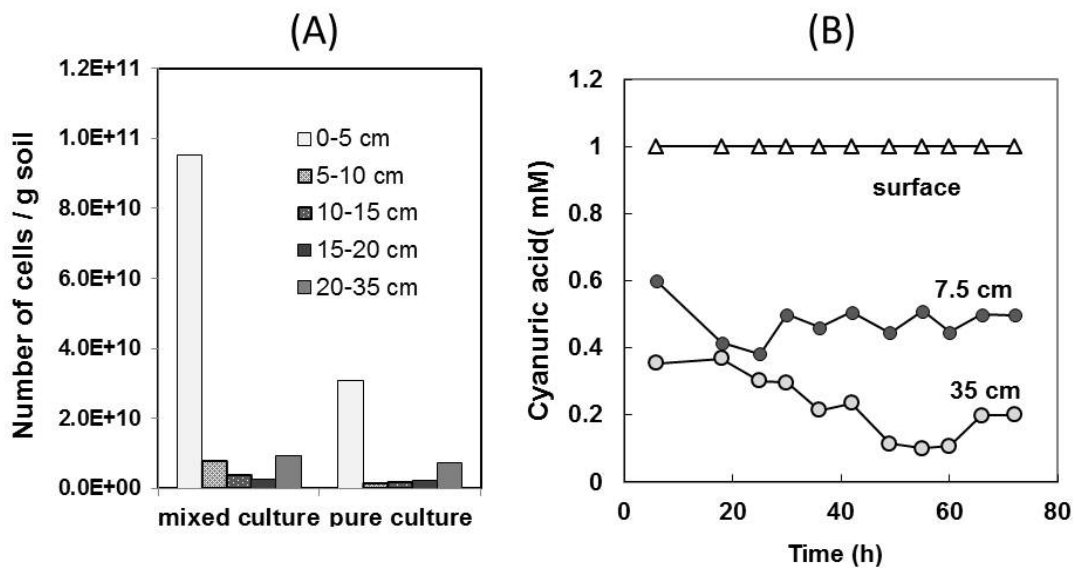 (A)
Number of cells / g soil
1.2E+11
1.0E+11
8.0E+10
6.0E+10
4.0E+10
2.0E+10
0.0E+00
0-5 cm
5-10 cm
10-15 cm
15-20 cm
20-35 cm
mixed culture pure culture
(B)
Cyanuric acid( mM)
1.2
1
0.8
0.6
0.4
0.2
0
surface
7.5 cm
35 cm
0 20 40 60 80
Time (h)